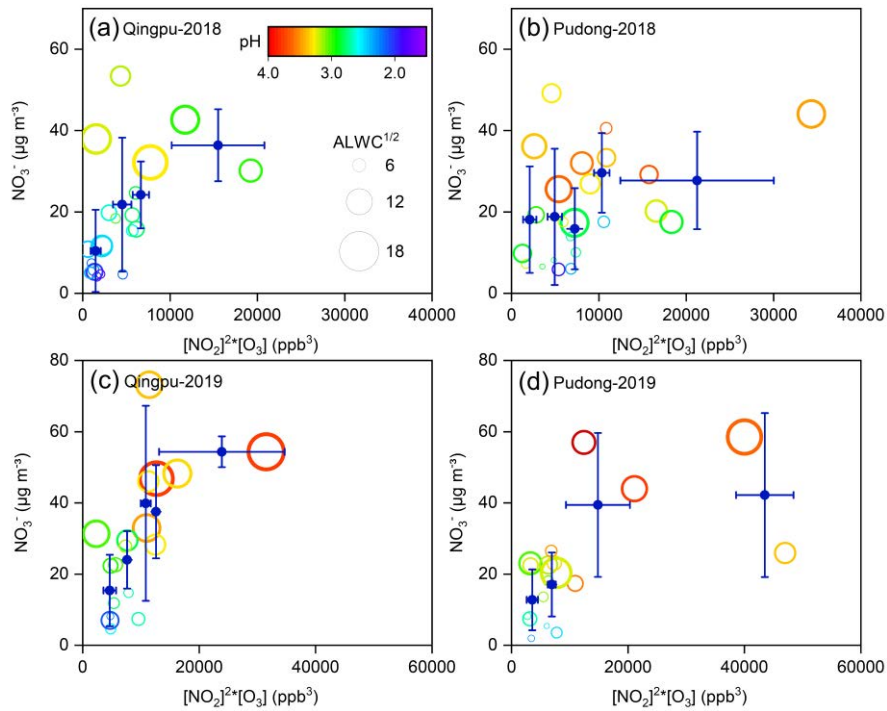 (a) Qingpu-2018
pH
4.0 3.0 2.0
ALWC^1/2
6
12
18
NO₃⁻ (µg m⁻³)
60
40
20
0
0 10000 20000 30000 40000
[NO₂]²*[O₃] (ppb³)
(b) Pudong-2018
NO₃⁻ (µg m⁻³)
60
40
20
0
0 10000 20000 30000 40000
[NO₂]²*[O₃] (ppb³)
(c) Qingpu-2019
NO₃⁻ (µg m⁻³)
80
60
40
20
0
0 20000 40000 60000
[NO₂]²*[O₃] (ppb³)
(d) Pudong-2019
NO₃⁻ (µg m⁻³)
80
60
40
20
0
0 20000 40000 60000
[NO₂]²*[O₃] (ppb³)